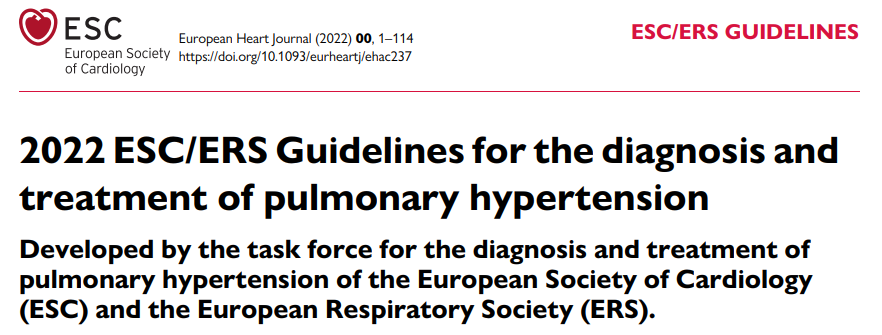 ESC
European Society
of Cardiology
European Heart Journal (2022) 00, 1–114
https://doi.org/10.1093/eurheartj/ehac237
ESC/ERS GUIDELINES
2022 ESC/ERS Guidelines for the diagnosis and
treatment of pulmonary hypertension
Developed by the task force for the diagnosis and treatment of
pulmonary hypertension of the European Society of Cardiology
(ESC) and the European Respiratory Society (ERS).